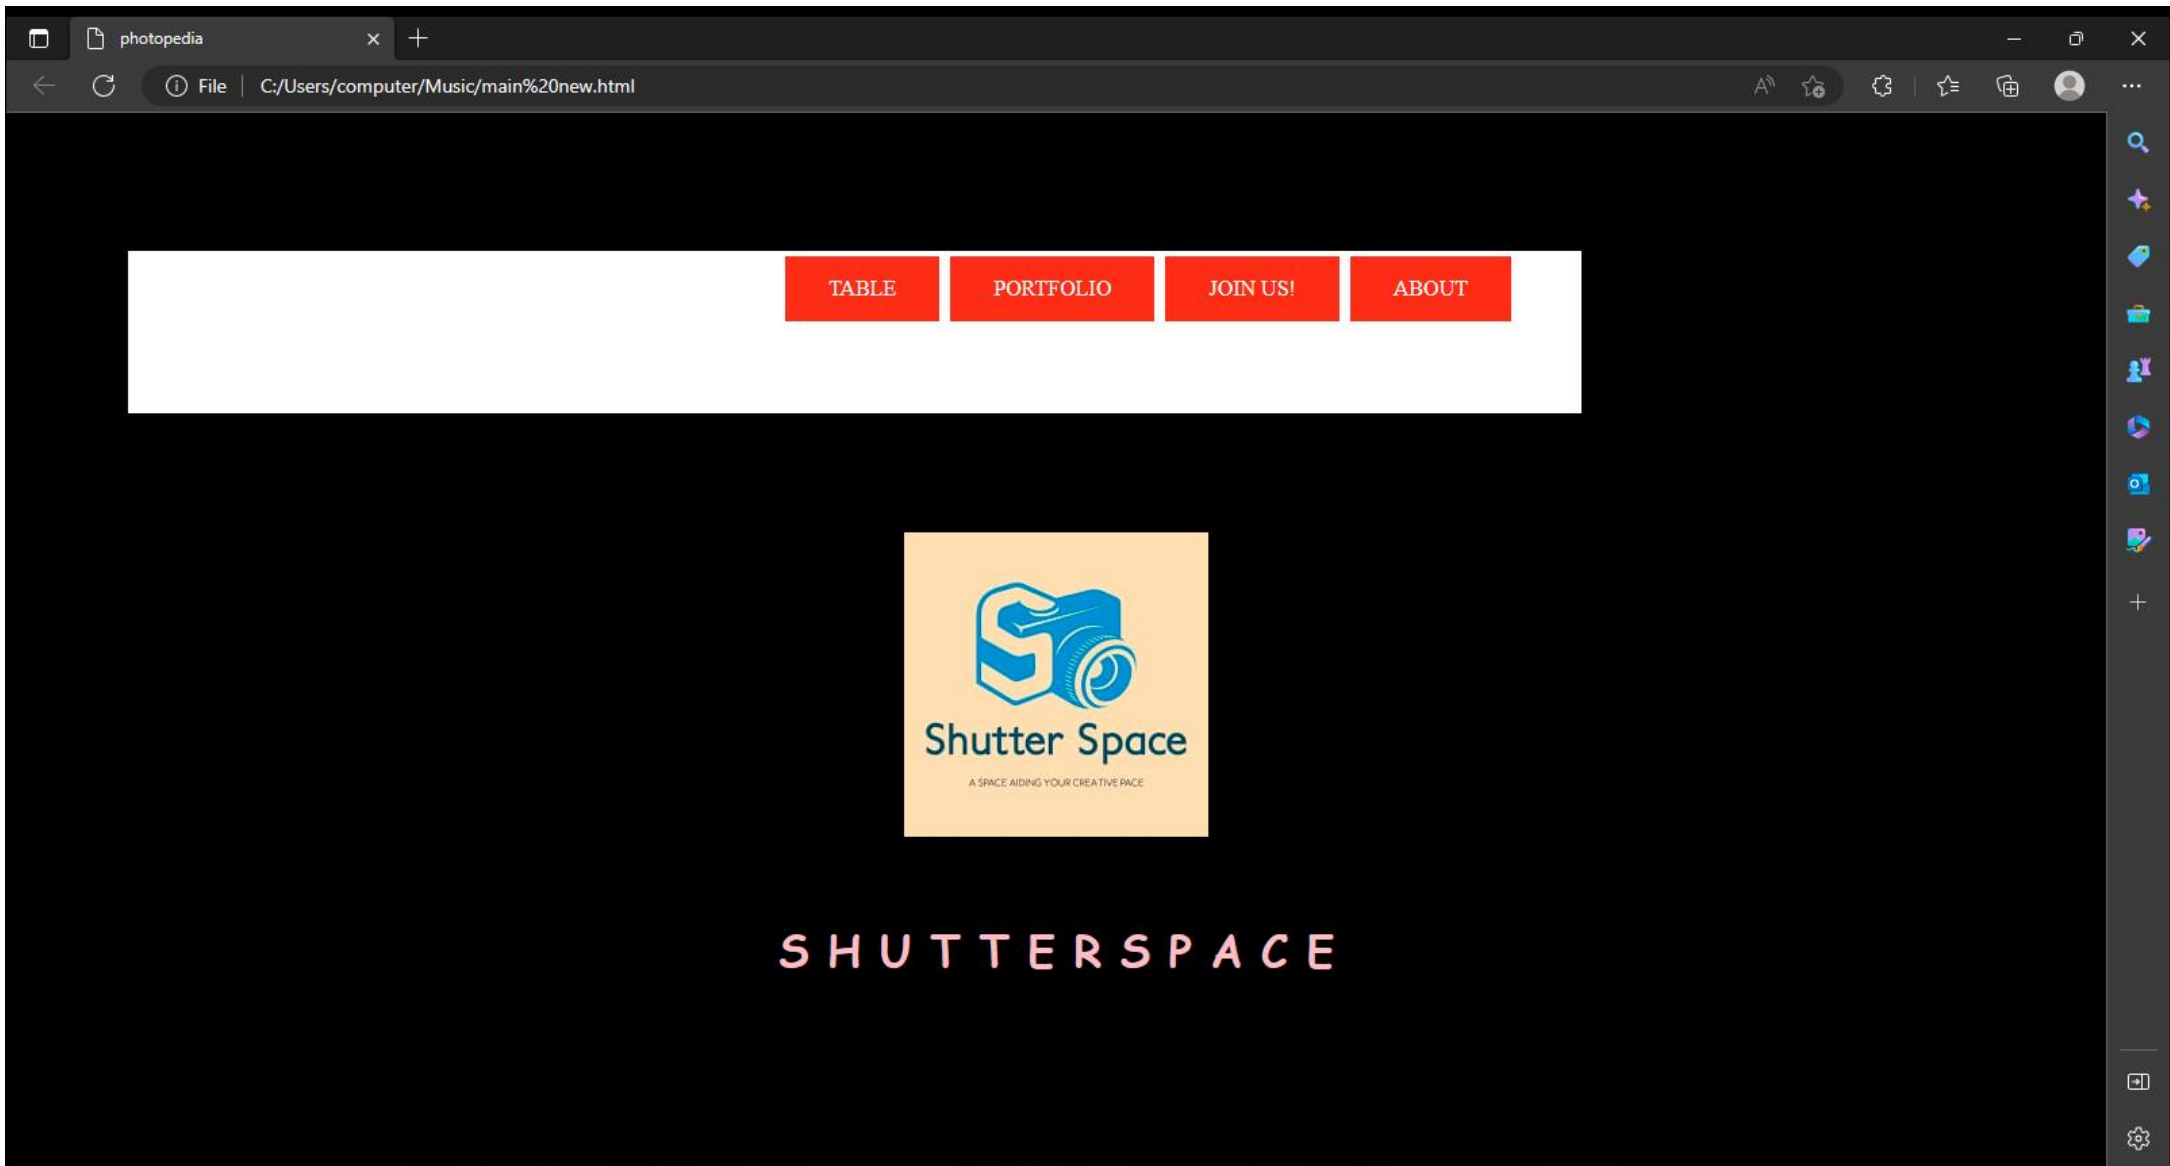 photopedia
File C:/Users/computer/Music/main%20new.html
TABLE PORTFOLIO JOIN US! ABOUT
Shutter Space
A SPACE AIDING YOUR CREATIVE PACE
SHUTTERSPACE